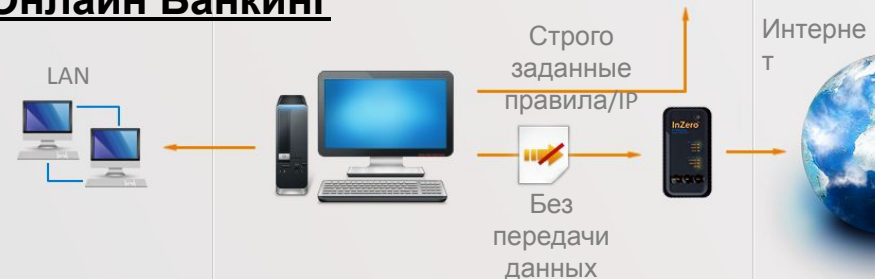 Онлайн Банкинг
LAN
Строго
заданные
правила/IP
Без
передачи
данных
InZero
Интерне
т